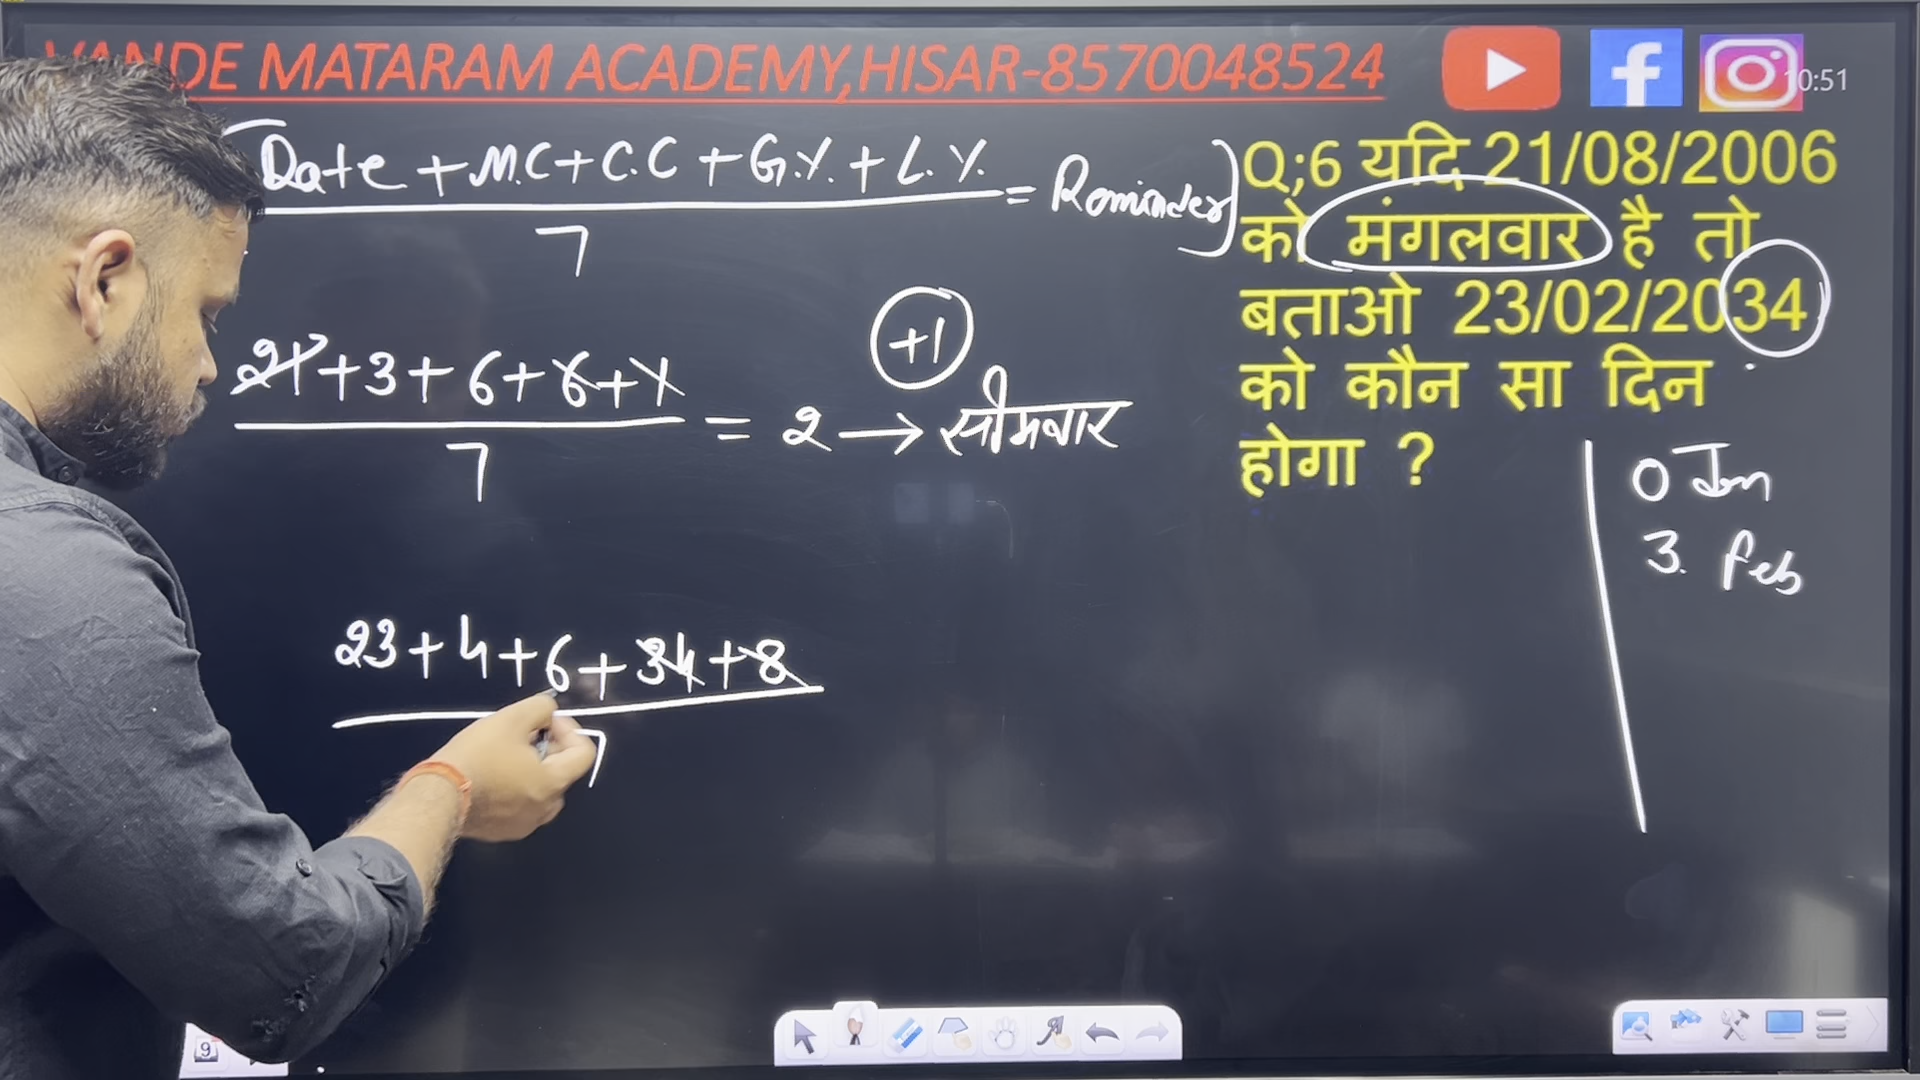 VANDE MATARAM ACADEMY,HISAR-8570048524
10:51
Date + M.C + C.C + G.Y. + L.Y. = Reminder
7
21 + 3 + 6 + 6 + 1 = 2 → सोमवार
7
+1
23 + 4 + 6 + 34 + 8
7
Q;6 यदि 21/08/2006
को मंगलवार है तो
बताओ 23/02/2034
को कौन सा दिन
होगा ?
0 Jan
3. Feb
9